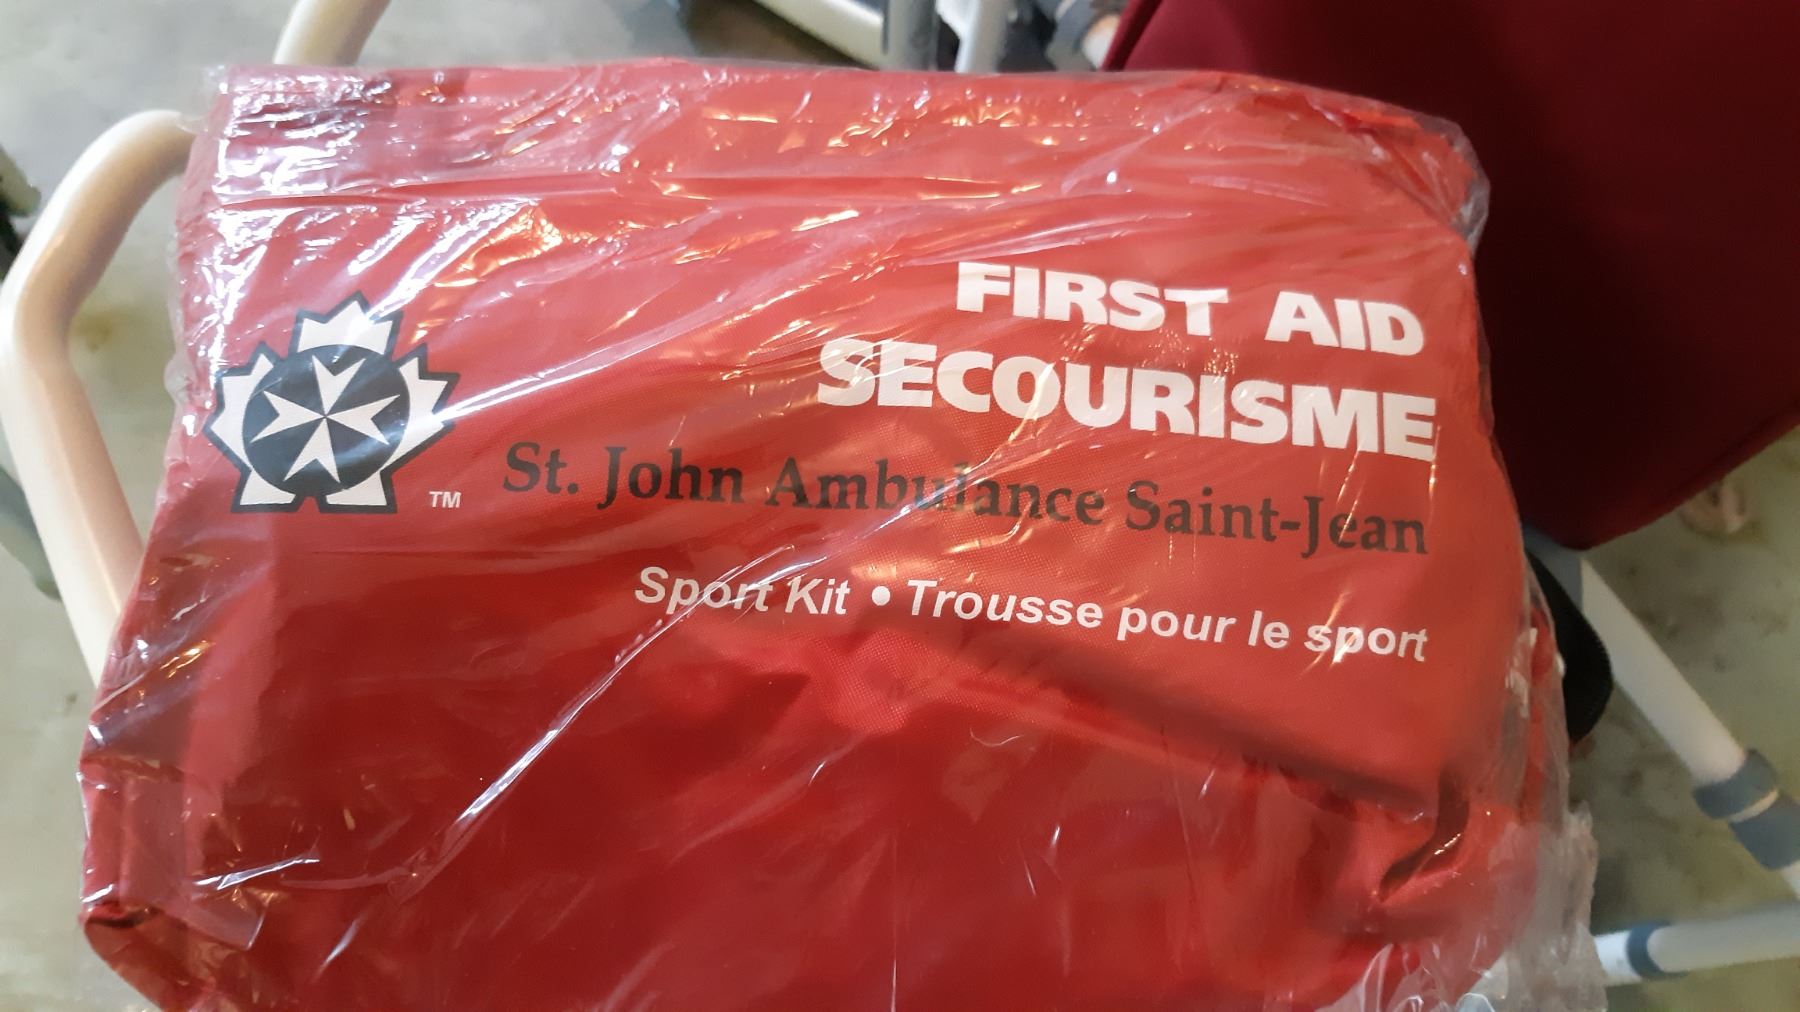 FIRST AID
SECOURISME
St. John Ambulance Saint-Jean
TM
Sport Kit • Trousse pour le sport